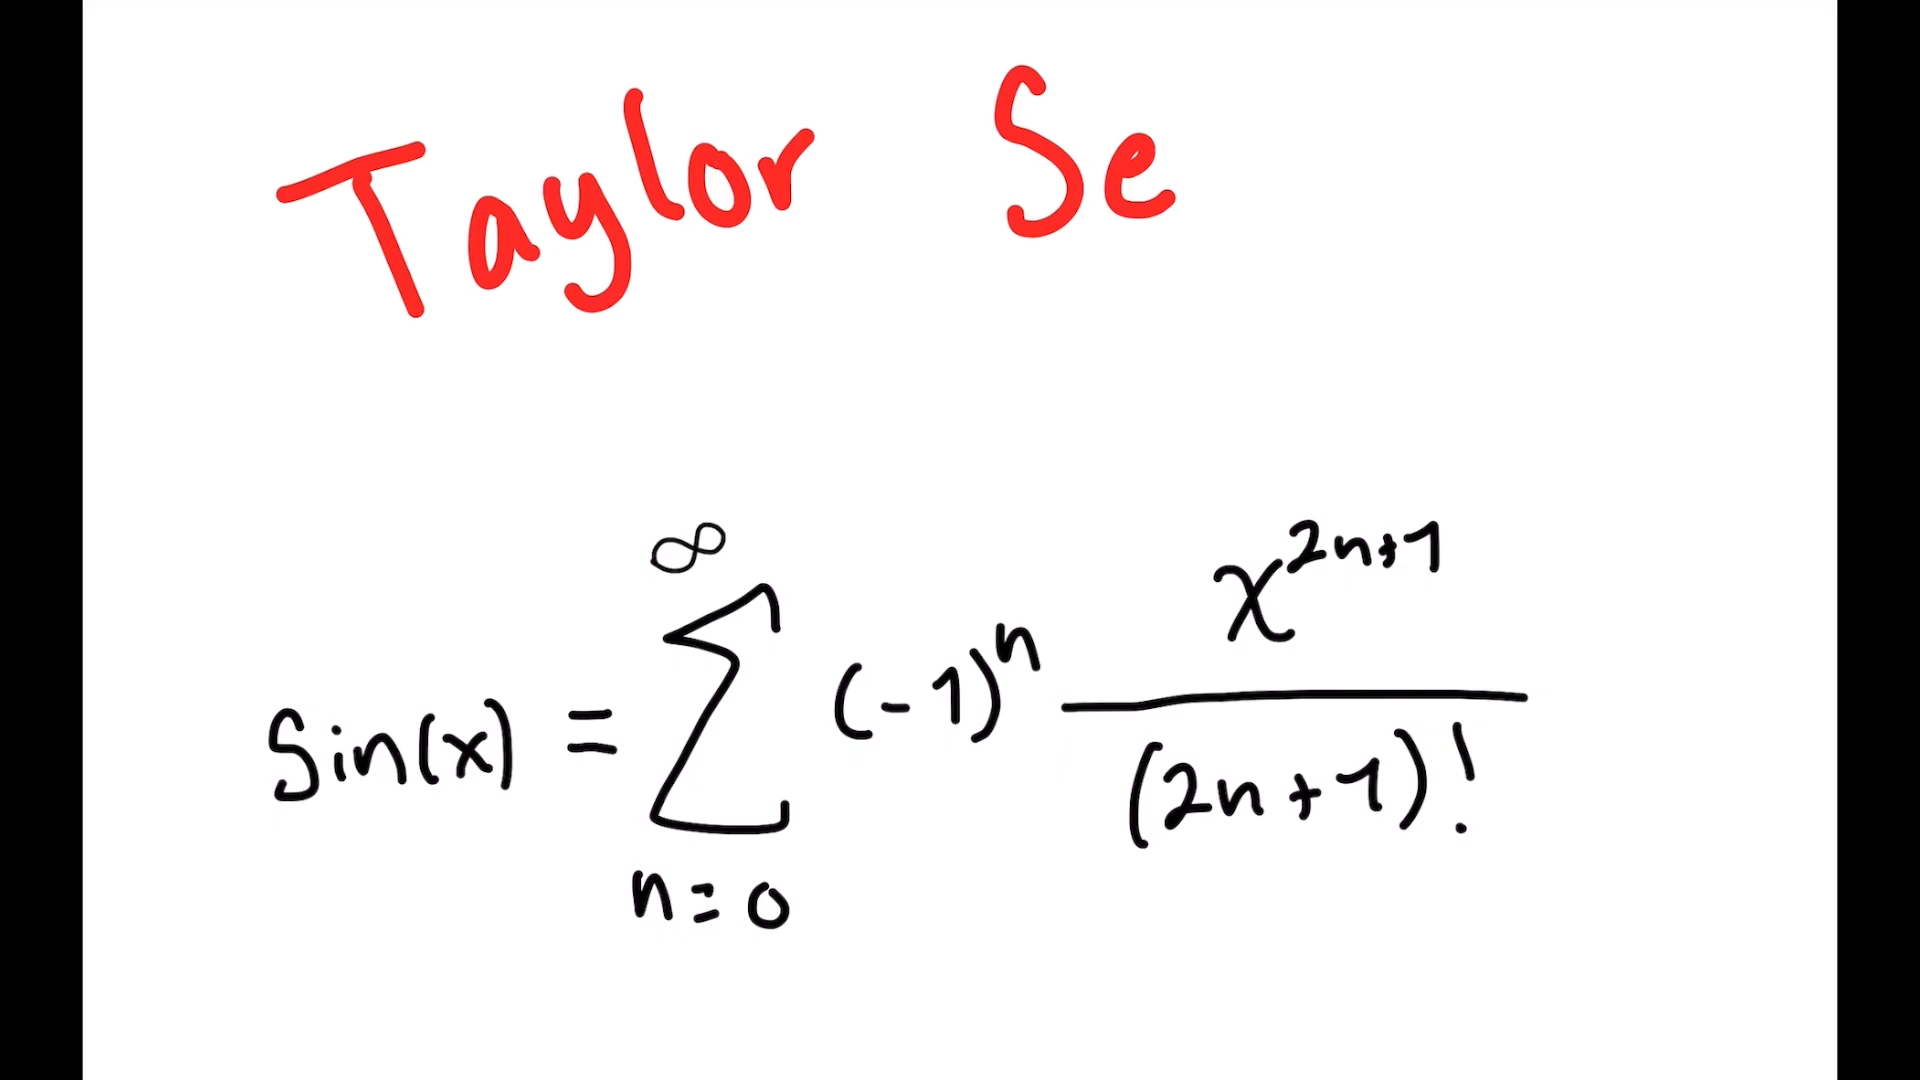 Taylor Se
Sin(x) = ∞ ∑ n=0 (-1)^n x^{2n+1} / (2n+1)!